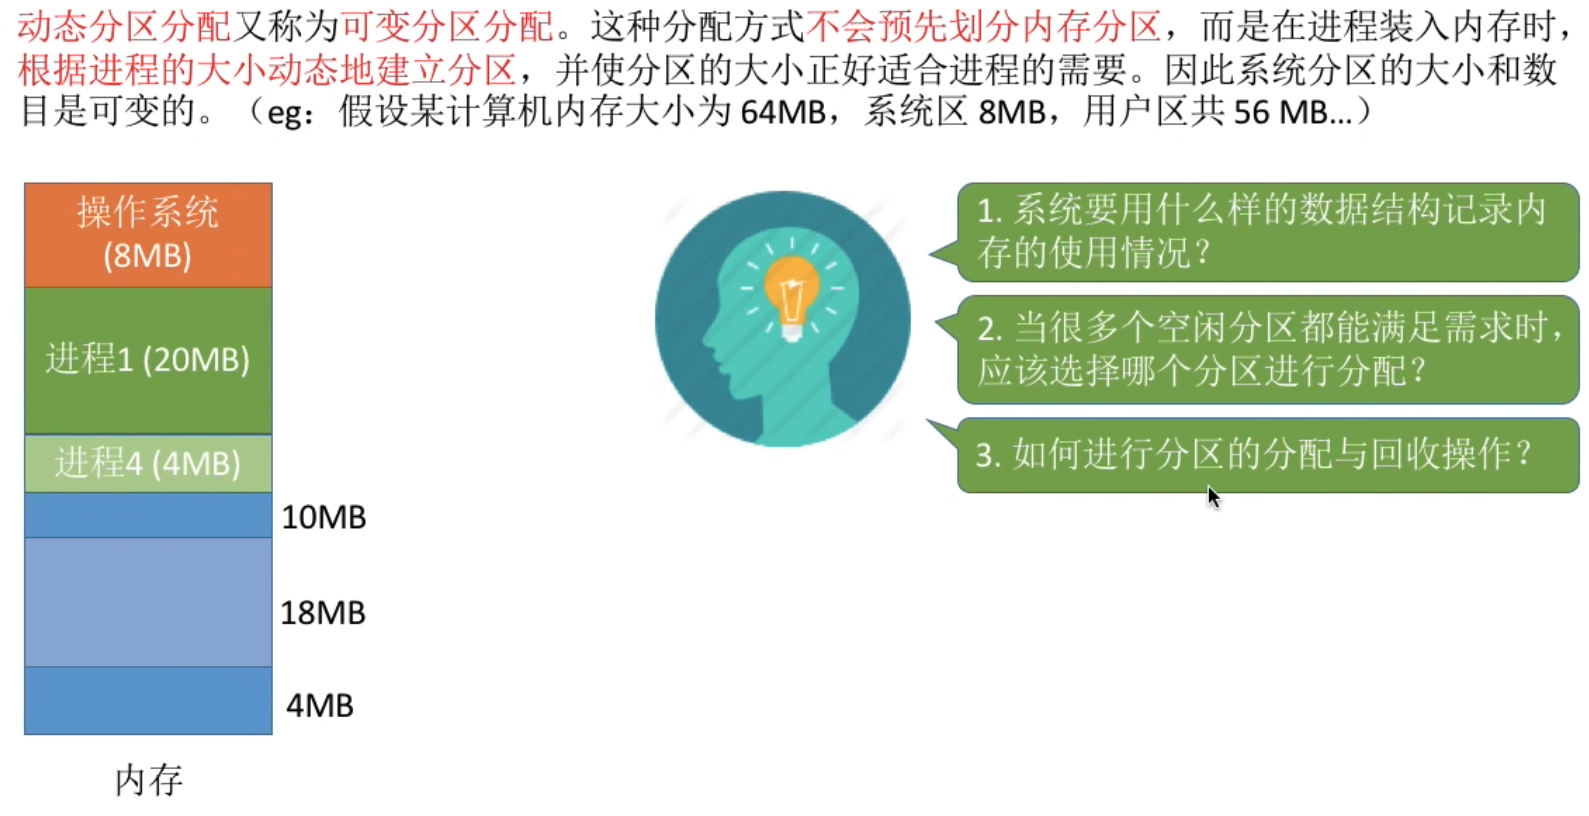 动态分区分配又称为可变分区分配。这种分配方式不会预先划分内存分区，而是在进程装入内存时，
根据进程的大小动态地建立分区，并使分区的大小正好适合进程的需要。因此系统分区的大小和数
目是可变的。（eg：假设某计算机内存大小为 64MB，系统区 8MB，用户区共 56 MB...）
操作系统
(8MB)
进程1 (20MB)
进程4 (4MB)
10MB
18MB
4MB
内存
1. 系统要用什么样的数据结构记录内
存的使用情况？
2. 当很多个空闲分区都能满足需求时，
应该选择哪个分区进行分配？
3. 如何进行分区的分配与回收操作？